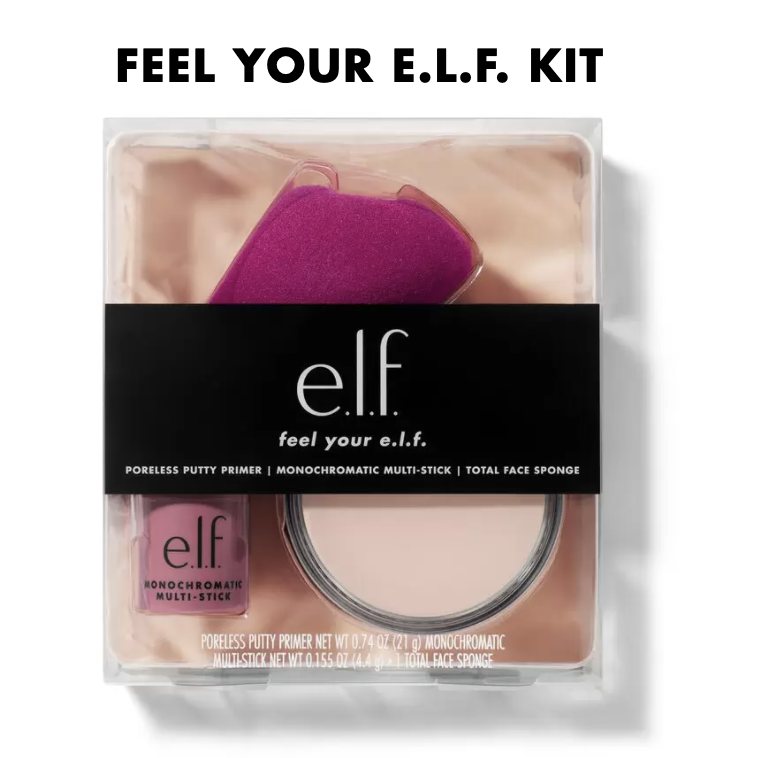 FEEL YOUR E.L.F. KIT
e.l.f.
feel your e.l.f.
PORELESS PUTTY PRIMER | MONOCHROMATIC MULTI-STICK | TOTAL FACE SPONGE
e.l.f.
MONOCHROMATIC
MULTI-STICK
PORELESS PUTTY PRIMER NET WT 0.74 OZ (21 g) MONOCHROMATIC
MULTI-STICK NET WT 0.155 OZ (4.4 g) • 1 TOTAL FACE SPONGE